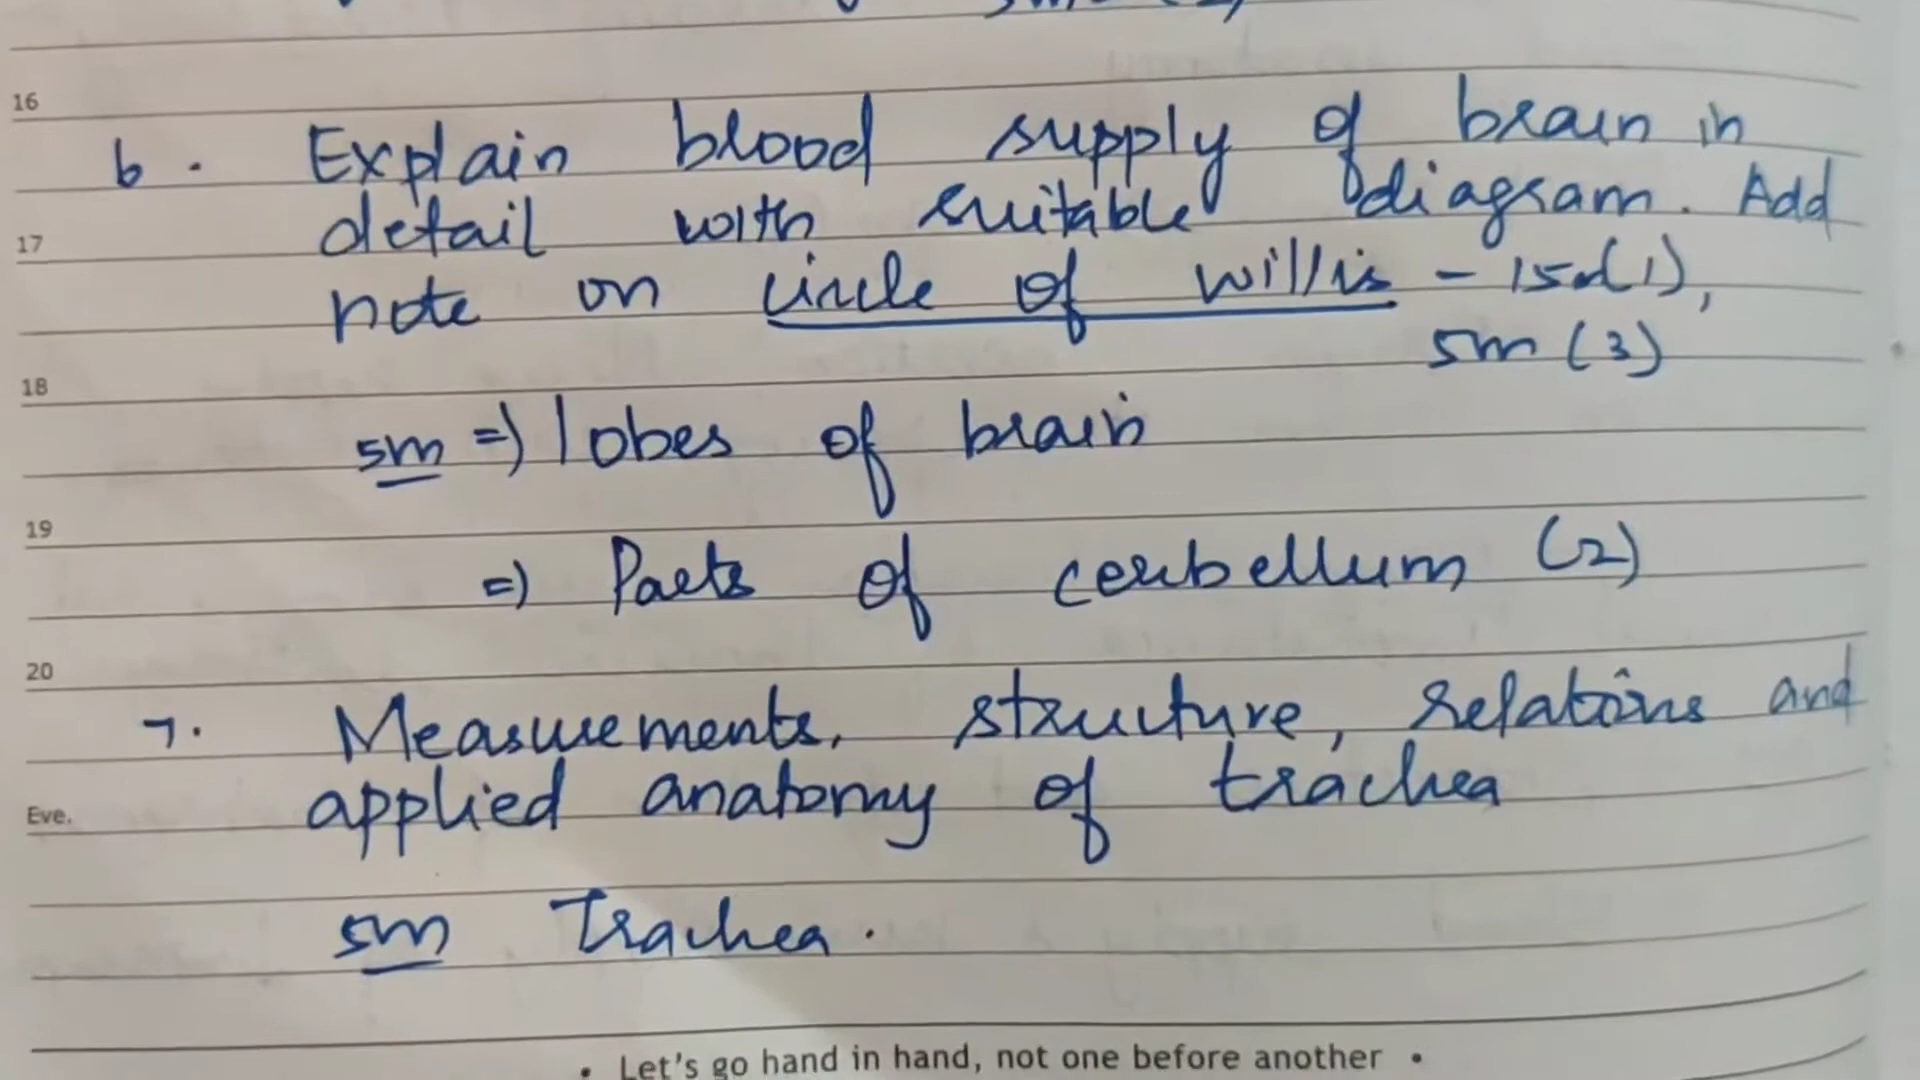 16
6. Explain blood supply of brain in
detail with suitable diagram. Add
17
note on circle of willis - 15m(1),
5m (3)
18
5m => lobes of brain
19
=> Parts of cerebellum (2)
20
7. Measurements, structure, relations and
applied anatomy of trachea
Eve.
5m Trachea.
• Let's go hand in hand, not one before another •